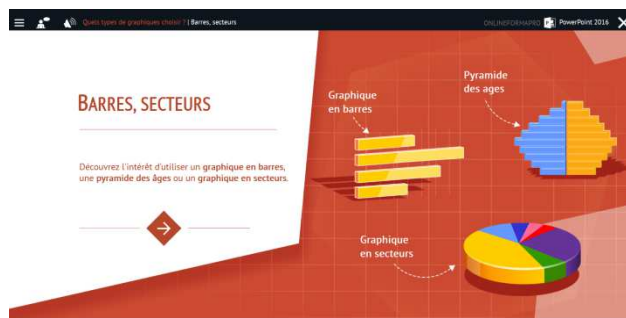 Quels types de graphiques choisir ? | Barres, secteurs
ONLINEFORMAPRO PowerPoint 2016
BARRES, SECTEURS
Découvrez l'intérêt d'utiliser un graphique en barres,
une pyramide des âges ou un graphique en secteurs.
Graphique
en barres
Pyramide
des ages
Graphique
en secteurs